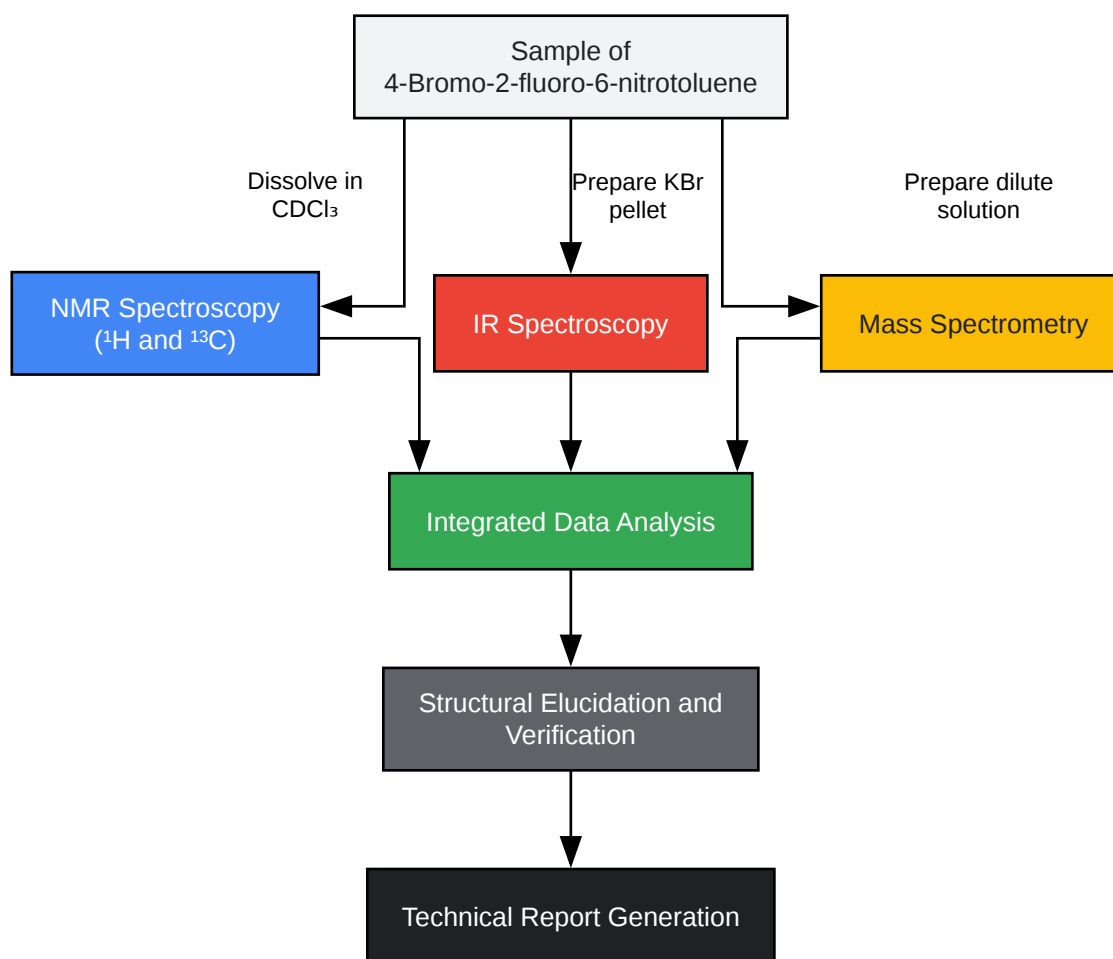 Sample of
4-Bromo-2-fluoro-6-nitrotoluene
Dissolve in
CDCl₃
Prepare KBr
pellet
Prepare dilute
solution
NMR Spectroscopy
(¹H and ¹³C)
IR Spectroscopy
Mass Spectrometry
Integrated Data Analysis
Structural Elucidation and
Verification
Technical Report Generation